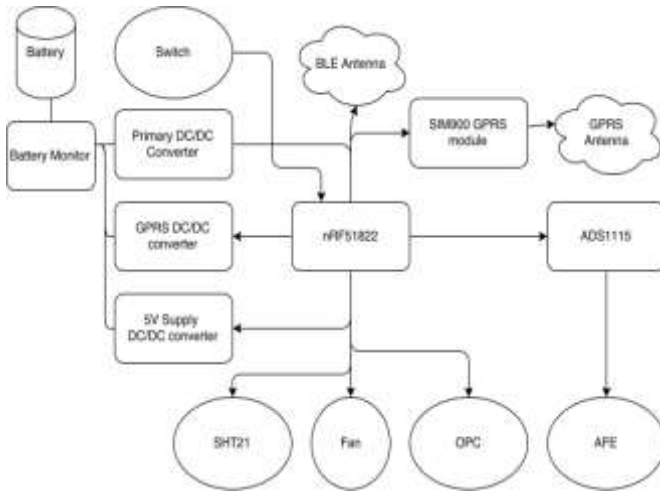 Battery
Switch
BLE Antenna
Battery Monitor
Primary DC/DC
Converter
SIM900 GPRS
module
GPRS
Antenna
GPRS DC/DC
converter
nRF51822
ADS1115
5V Supply
DC/DC converter
SHT21
Fan
OPC
AFE